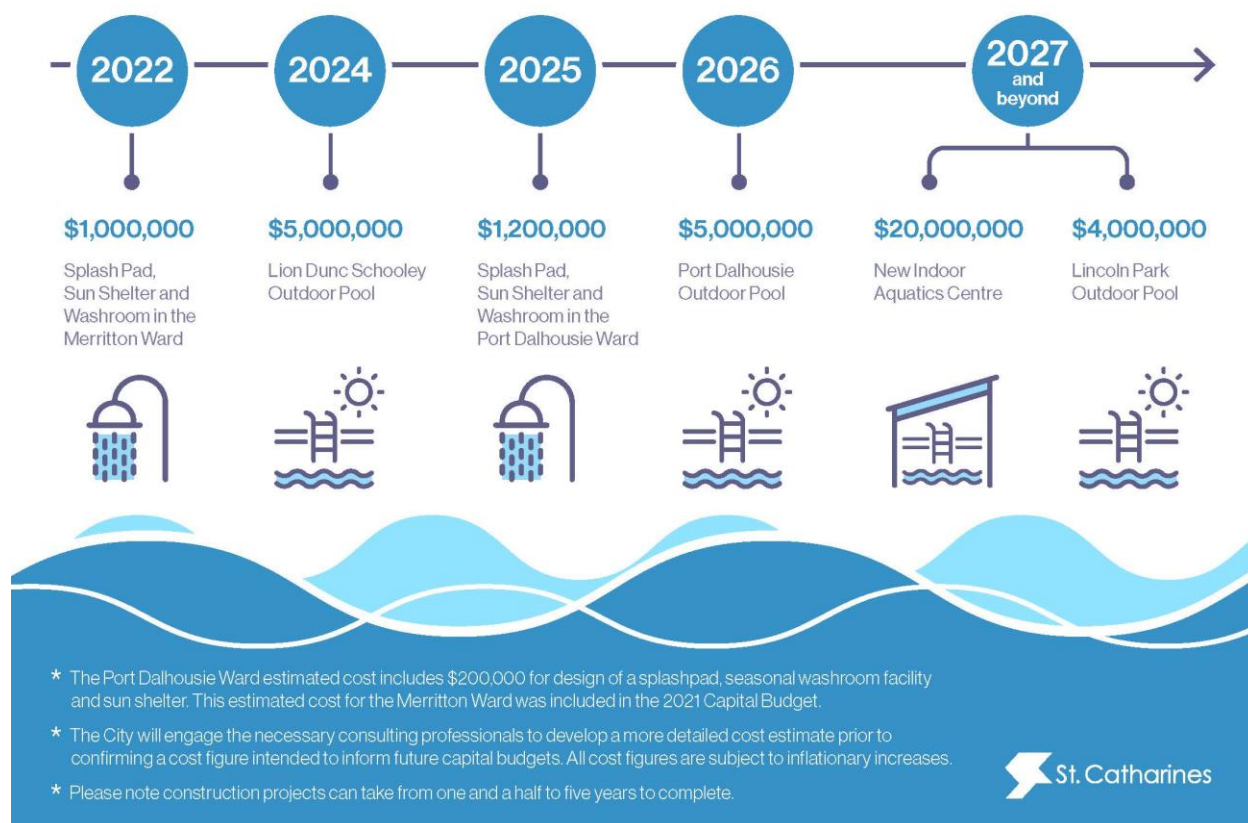 2022
2024
2025
2026
2027
and
beyond
$1,000,000
Splash Pad,
Sun Shelter and
Washroom in the
Merritton Ward
$5,000,000
Lion Dunc Schooley
Outdoor Pool
$1,200,000
Splash Pad,
Sun Shelter and
Washroom in the
Port Dalhousie Ward
$5,000,000
Port Dalhousie
Outdoor Pool
$20,000,000
New Indoor
Aquatics Centre
$4,000,000
Lincoln Park
Outdoor Pool
* The Port Dalhousie Ward estimated cost includes $200,000 for design of a splashpad, seasonal washroom facility
and sun shelter. This estimated cost for the Merritton Ward was included in the 2021 Capital Budget.
* The City will engage the necessary consulting professionals to develop a more detailed cost estimate prior to
confirming a cost figure intended to inform future capital budgets. All cost figures are subject to inflationary increases.
* Please note construction projects can take from one and a half to five years to complete.
St. Catharines